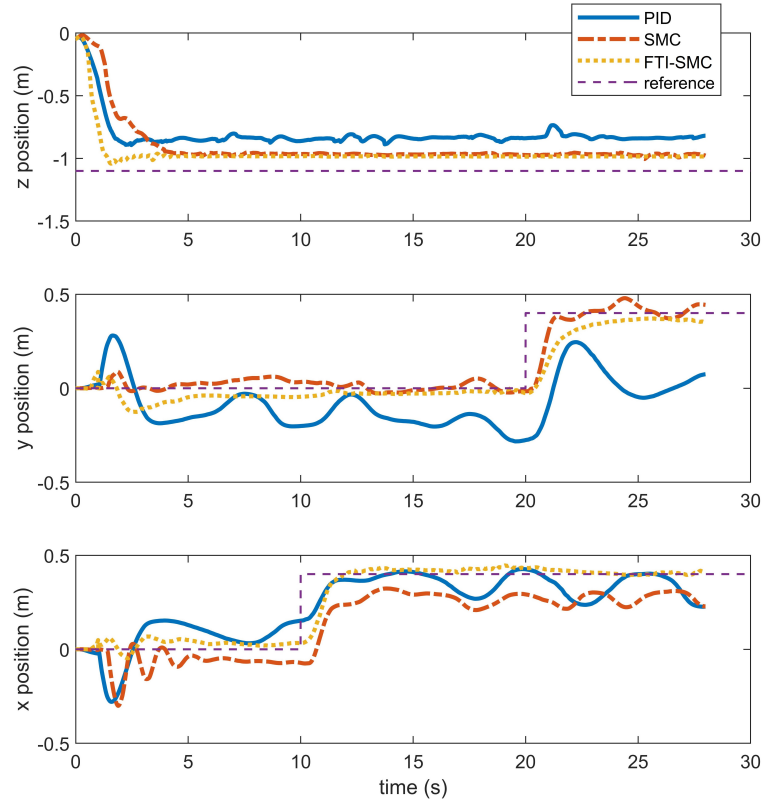 PID
SMC
FTI-SMC
reference
z position (m)
0
-0.5
-1
-1.5
0 5 10 15 20 25 30
y position (m)
0.5
0
-0.5
0 5 10 15 20 25 30
x position (m)
0.5
0
-0.5
0 5 10 15 20 25 30
time (s)